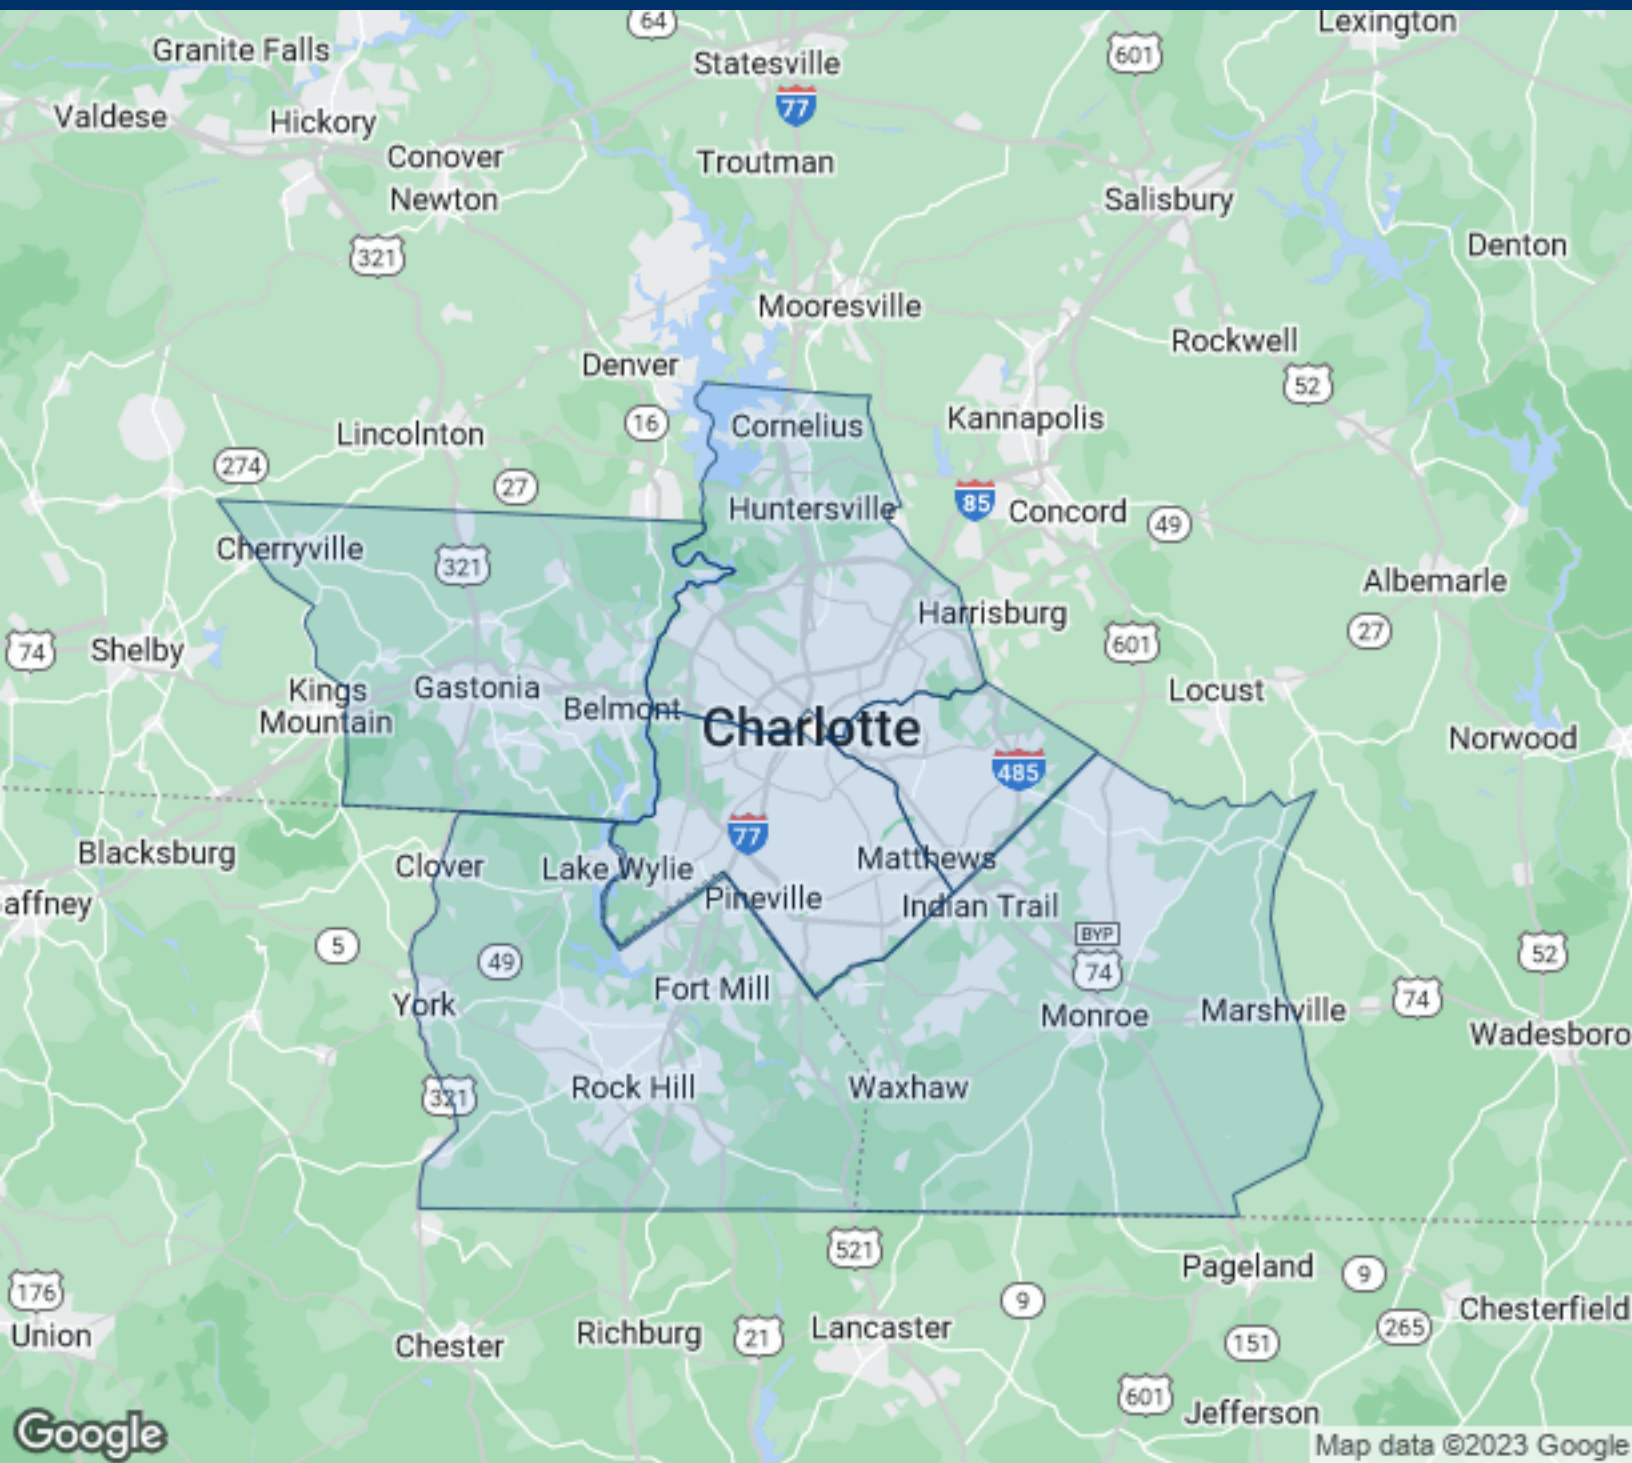 64
Lexington
Granite Falls
Statesville
601
77
Valdese
Hickory
Conover
Troutman
Newton
Salisbury
Denton
321
Mooresville
Rockwell
Denver
52
Cornelius
Kannapolis
16
Lincolnton
274
27
85
Huntersville
Concord
49
Cherryville
321
Albemarle
Harrisburg
27
601
74
Shelby
Kings
Mountain
Gastonia
Belmont
Locust
Charlotte
Norwood
485
77
Blacksburg
Clover
Lake Wylie
Matthews
Pineville
Indian Trail
affney
5
BYP
74
49
52
Fort Mill
York
Monroe
Marshville
74
Wadesboro
321
Rock Hill
Waxhaw
521
Pageland
9
176
9
Chesterfield
Union
Chester
Richburg
21
Lancaster
151
265
601
Jefferson
Google
Map data ©2023 Google